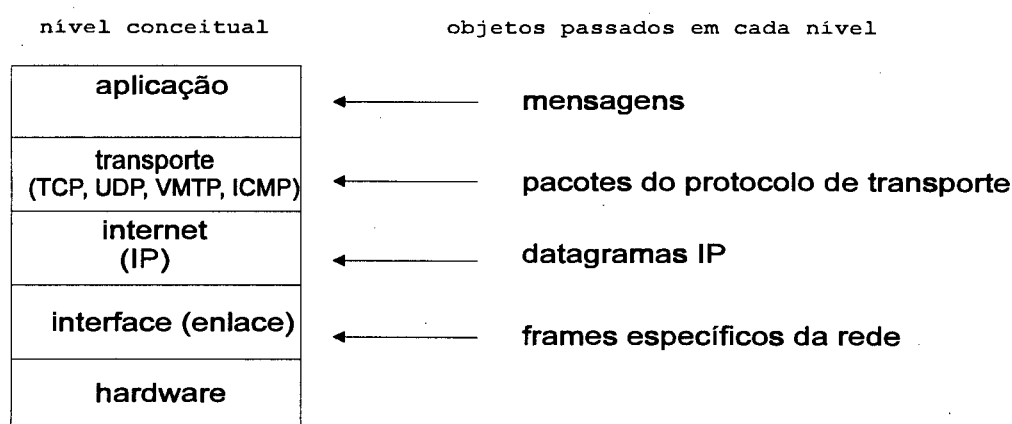 nível conceitual
objetos passados em cada nível
aplicação
mensagens
transporte
(TCP, UDP, VMTP, ICMP)
pacotes do protocolo de transporte
internet
(IP)
datagramas IP
interface (enlace)
frames específicos da rede
hardware